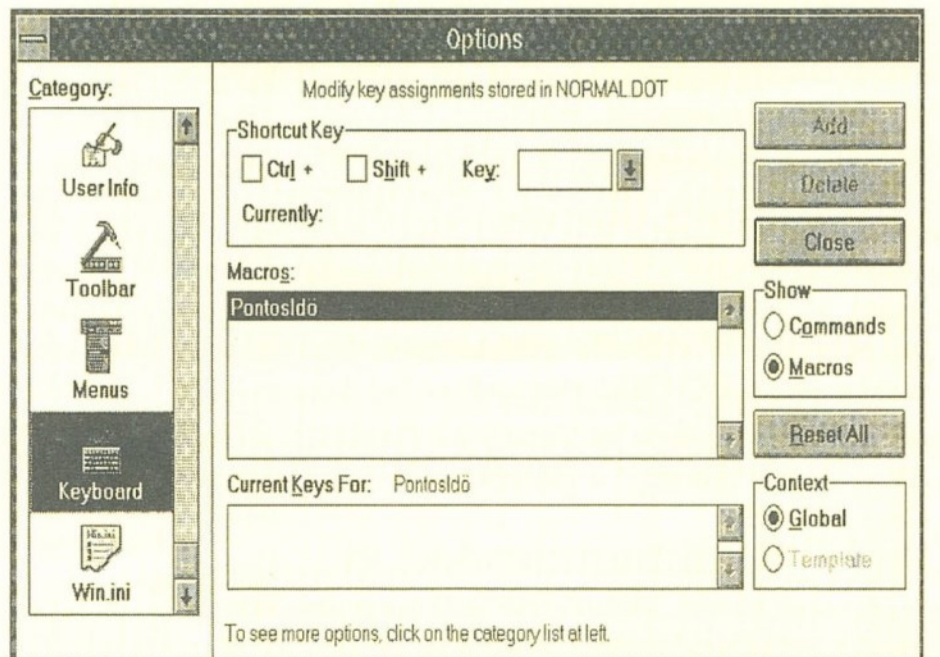 Options
Category:
User Info
Toolbar
Menus
Keyboard
Win.ini
Win.ini
Modify key assignments stored in NORMAL.DOT
Shortcut Key
Ctrl +
Shift +
Key:
Currently:
Macros:
PontosIdö
Current Keys For: PontosIdö
To see more options, click on the category list at left.
Add
Delete
Close
Show
Commands
Macros
Reset All
Context
Global
Template